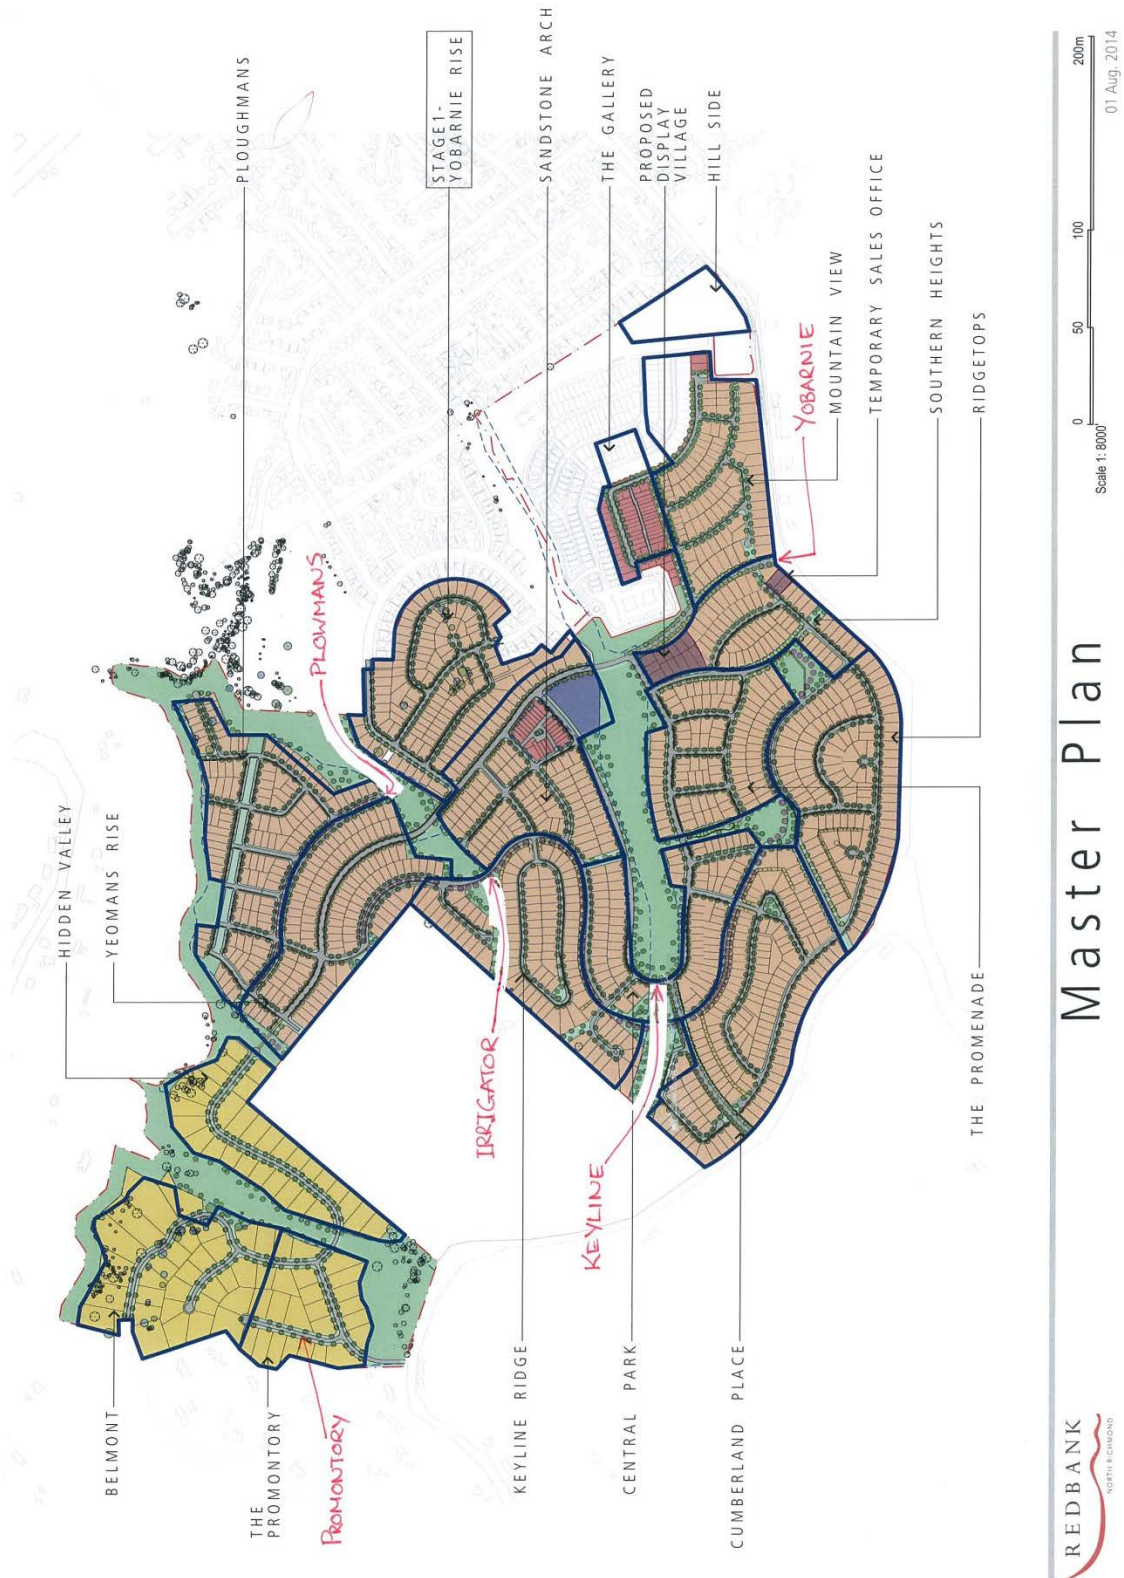 HIDDEN VALLEY
BELMONT
YEOMANS RISE
PLOUGHMANS
THE
PROMONTORY
PROMONTORY
PLOWMANS
STAGE1-
YOBARNIE RISE
IRRIGATOR
KEYLINE RIDGE
SANDSTONE ARCH
KEYLINE
THE GALLERY
CENTRAL PARK
PROPOSED
DISPLAY
VILLAGE
HILL SIDE
CUMBERLAND PLACE
YOBARNIE
MOUNTAIN VIEW
TEMPORARY SALES OFFICE
SOUTHERN HEIGHTS
THE PROMENADE
RIDGETOPS
REDBANK
NORTH RICHMOND
Master Plan
0 50 100 200m
Scale 1: 8000
01 Aug. 2014